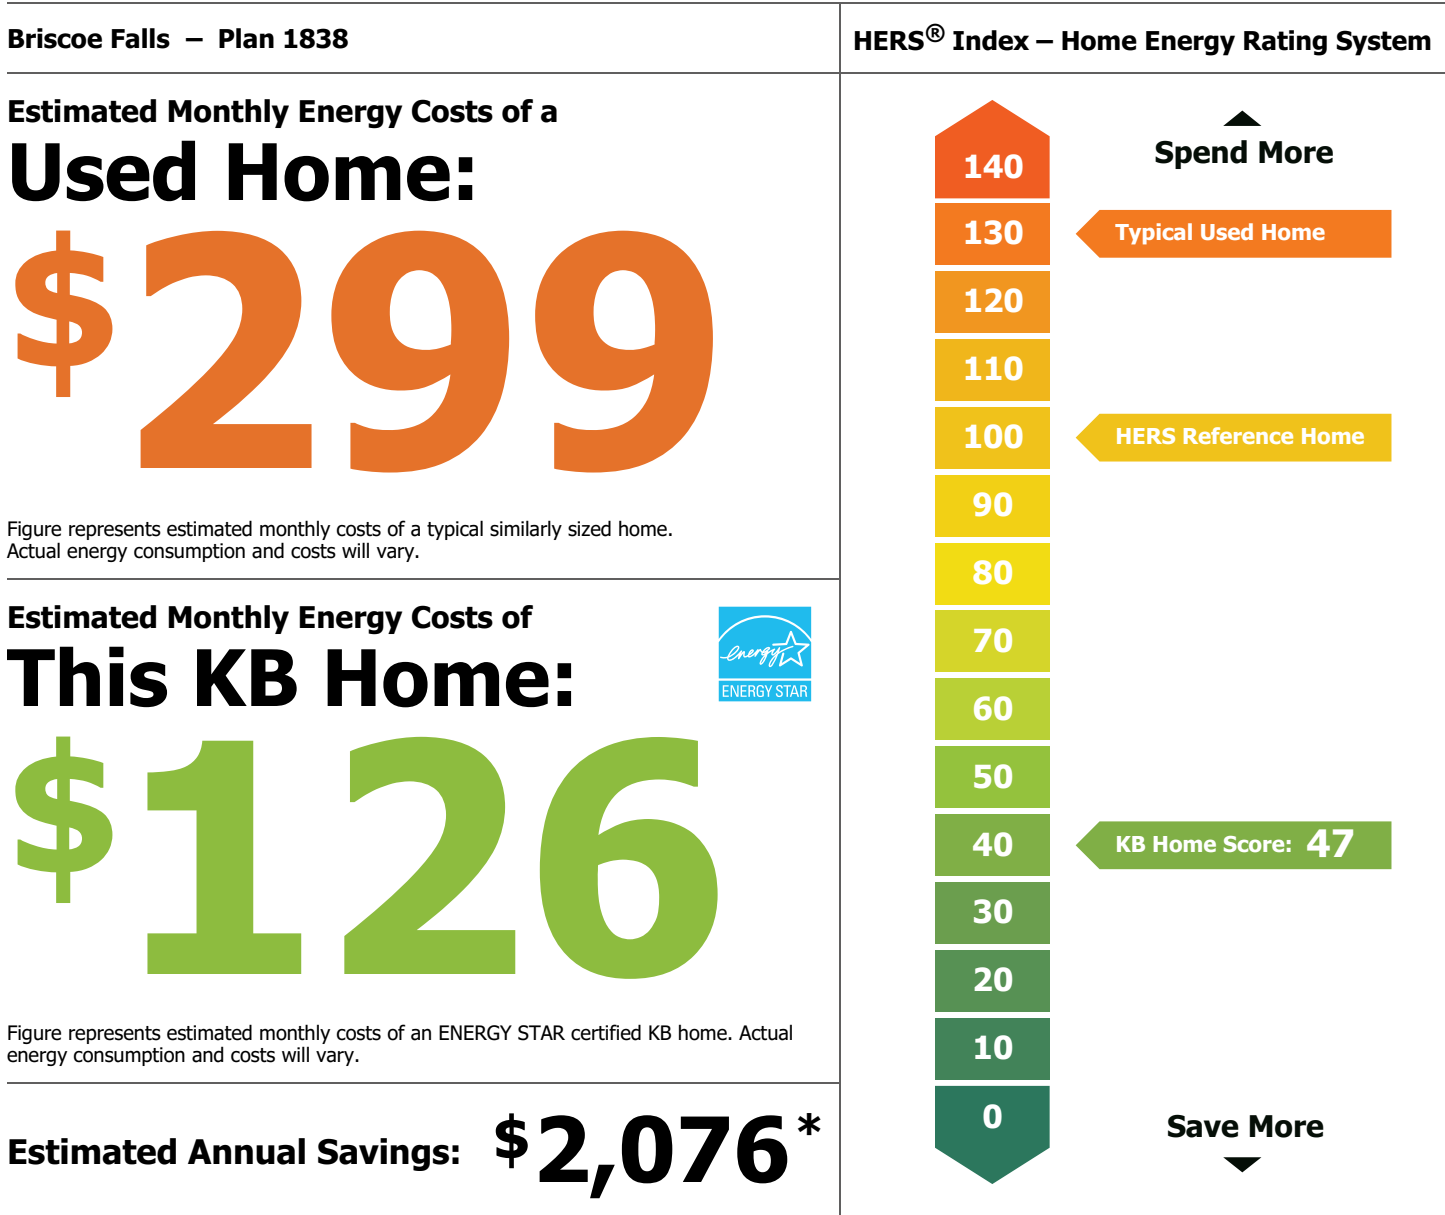 Briscoe Falls – Plan 1838
Estimated Monthly Energy Costs of a
Used Home:
$299
Figure represents estimated monthly costs of a typical similarly sized home.
Actual energy consumption and costs will vary.
Estimated Monthly Energy Costs of
This KB Home:
energy
ENERGY STAR
$126
Figure represents estimated monthly costs of an ENERGY STAR certified KB home. Actual
energy consumption and costs will vary.
Estimated Annual Savings: $2,076*
HERS® Index – Home Energy Rating System
Spend More
140
130 Typical Used Home
120
110
100 HERS Reference Home
90
80
70
60
50
40 KB Home Score: 47
30
20
10
0
Save More